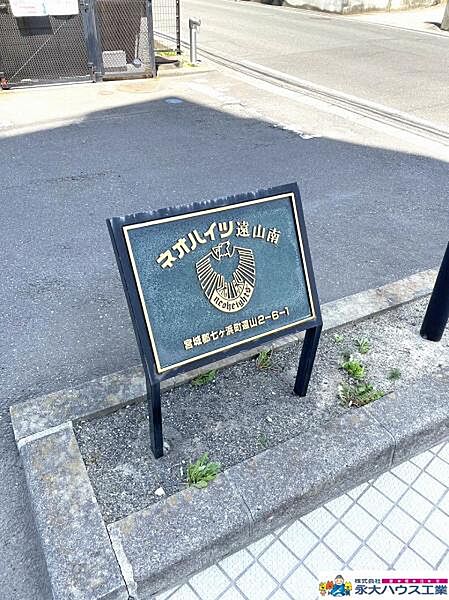 ネオハイツ遠山南
neoheights
宮城郡七ヶ浜町遠山2-6-1
株式会社
永大ハウス工業